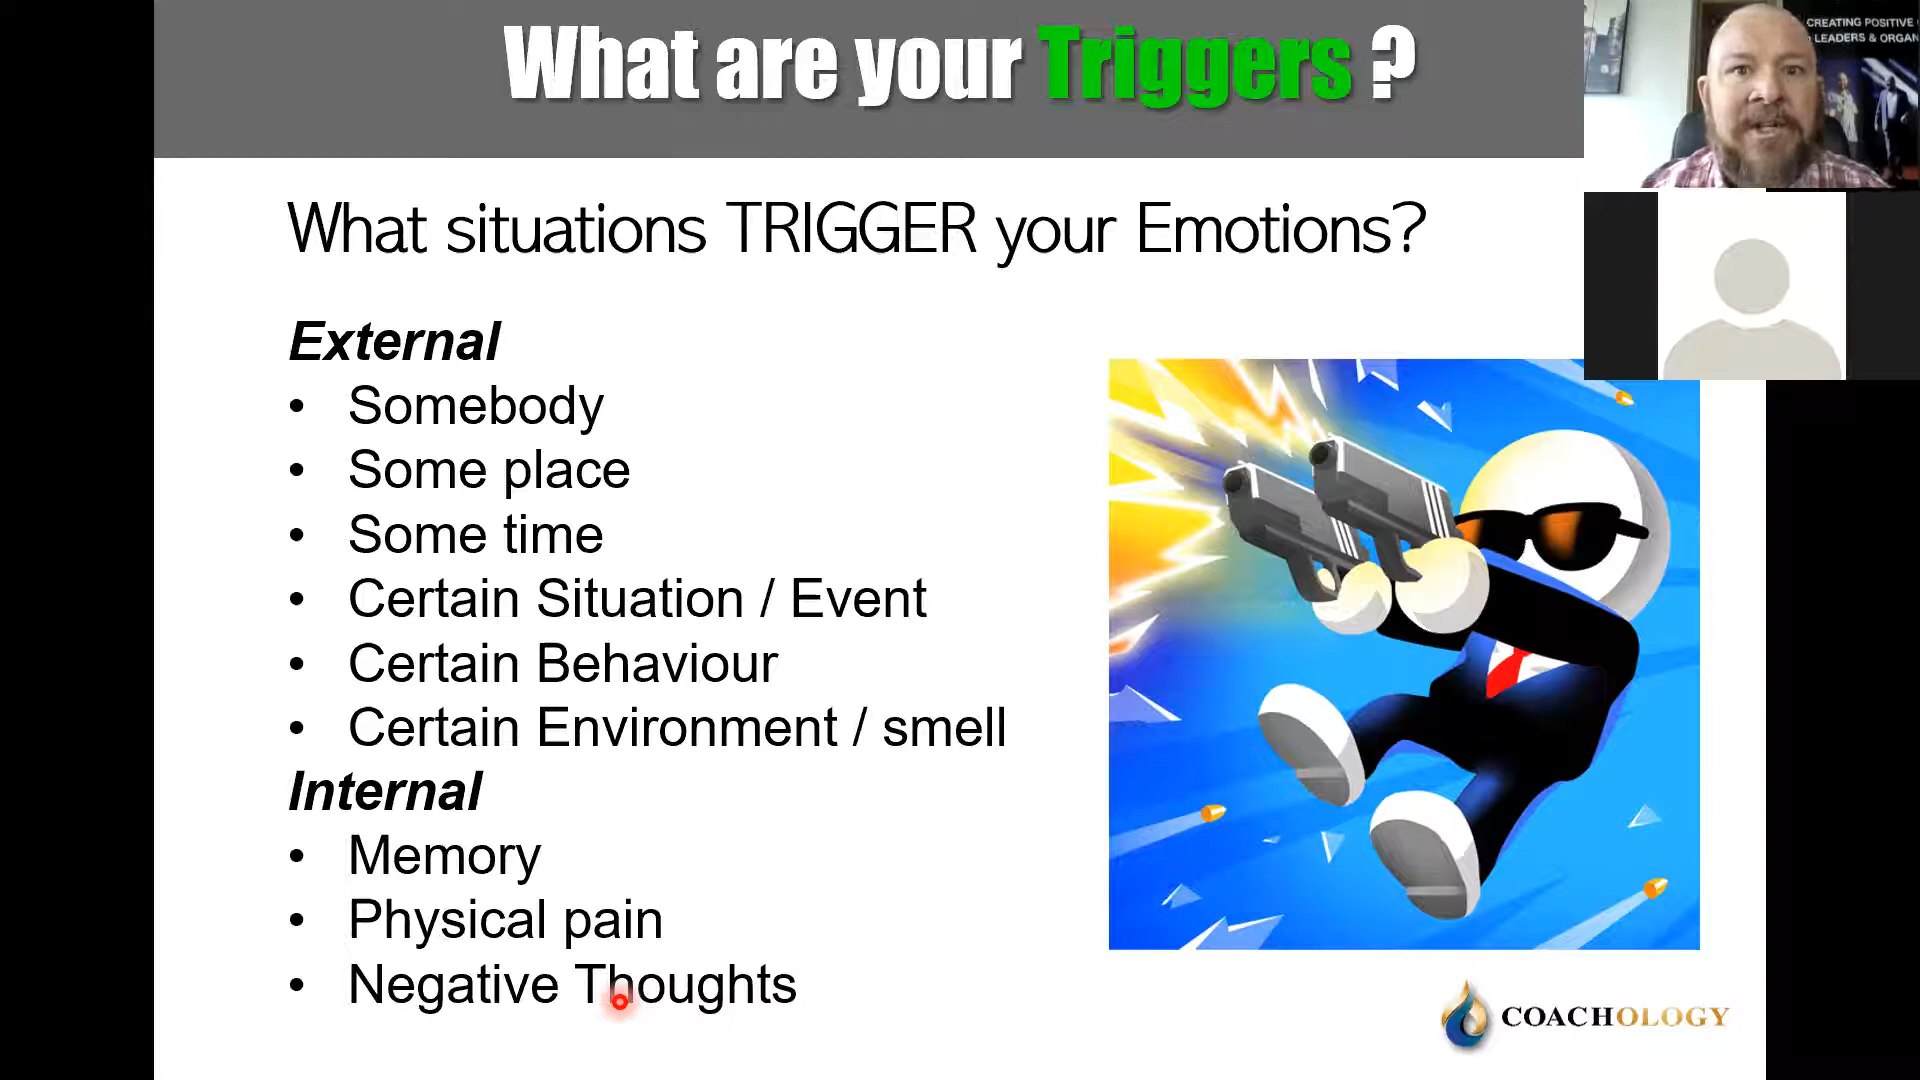 What are your Triggers ?
CREATING POSITIVE
LEADERS & ORGAN
What situations TRIGGER your Emotions?
External
• Somebody
• Some place
• Some time
• Certain Situation / Event
• Certain Behaviour
• Certain Environment / smell
Internal
• Memory
• Physical pain
• Negative Thoughts
COACHOLOGY